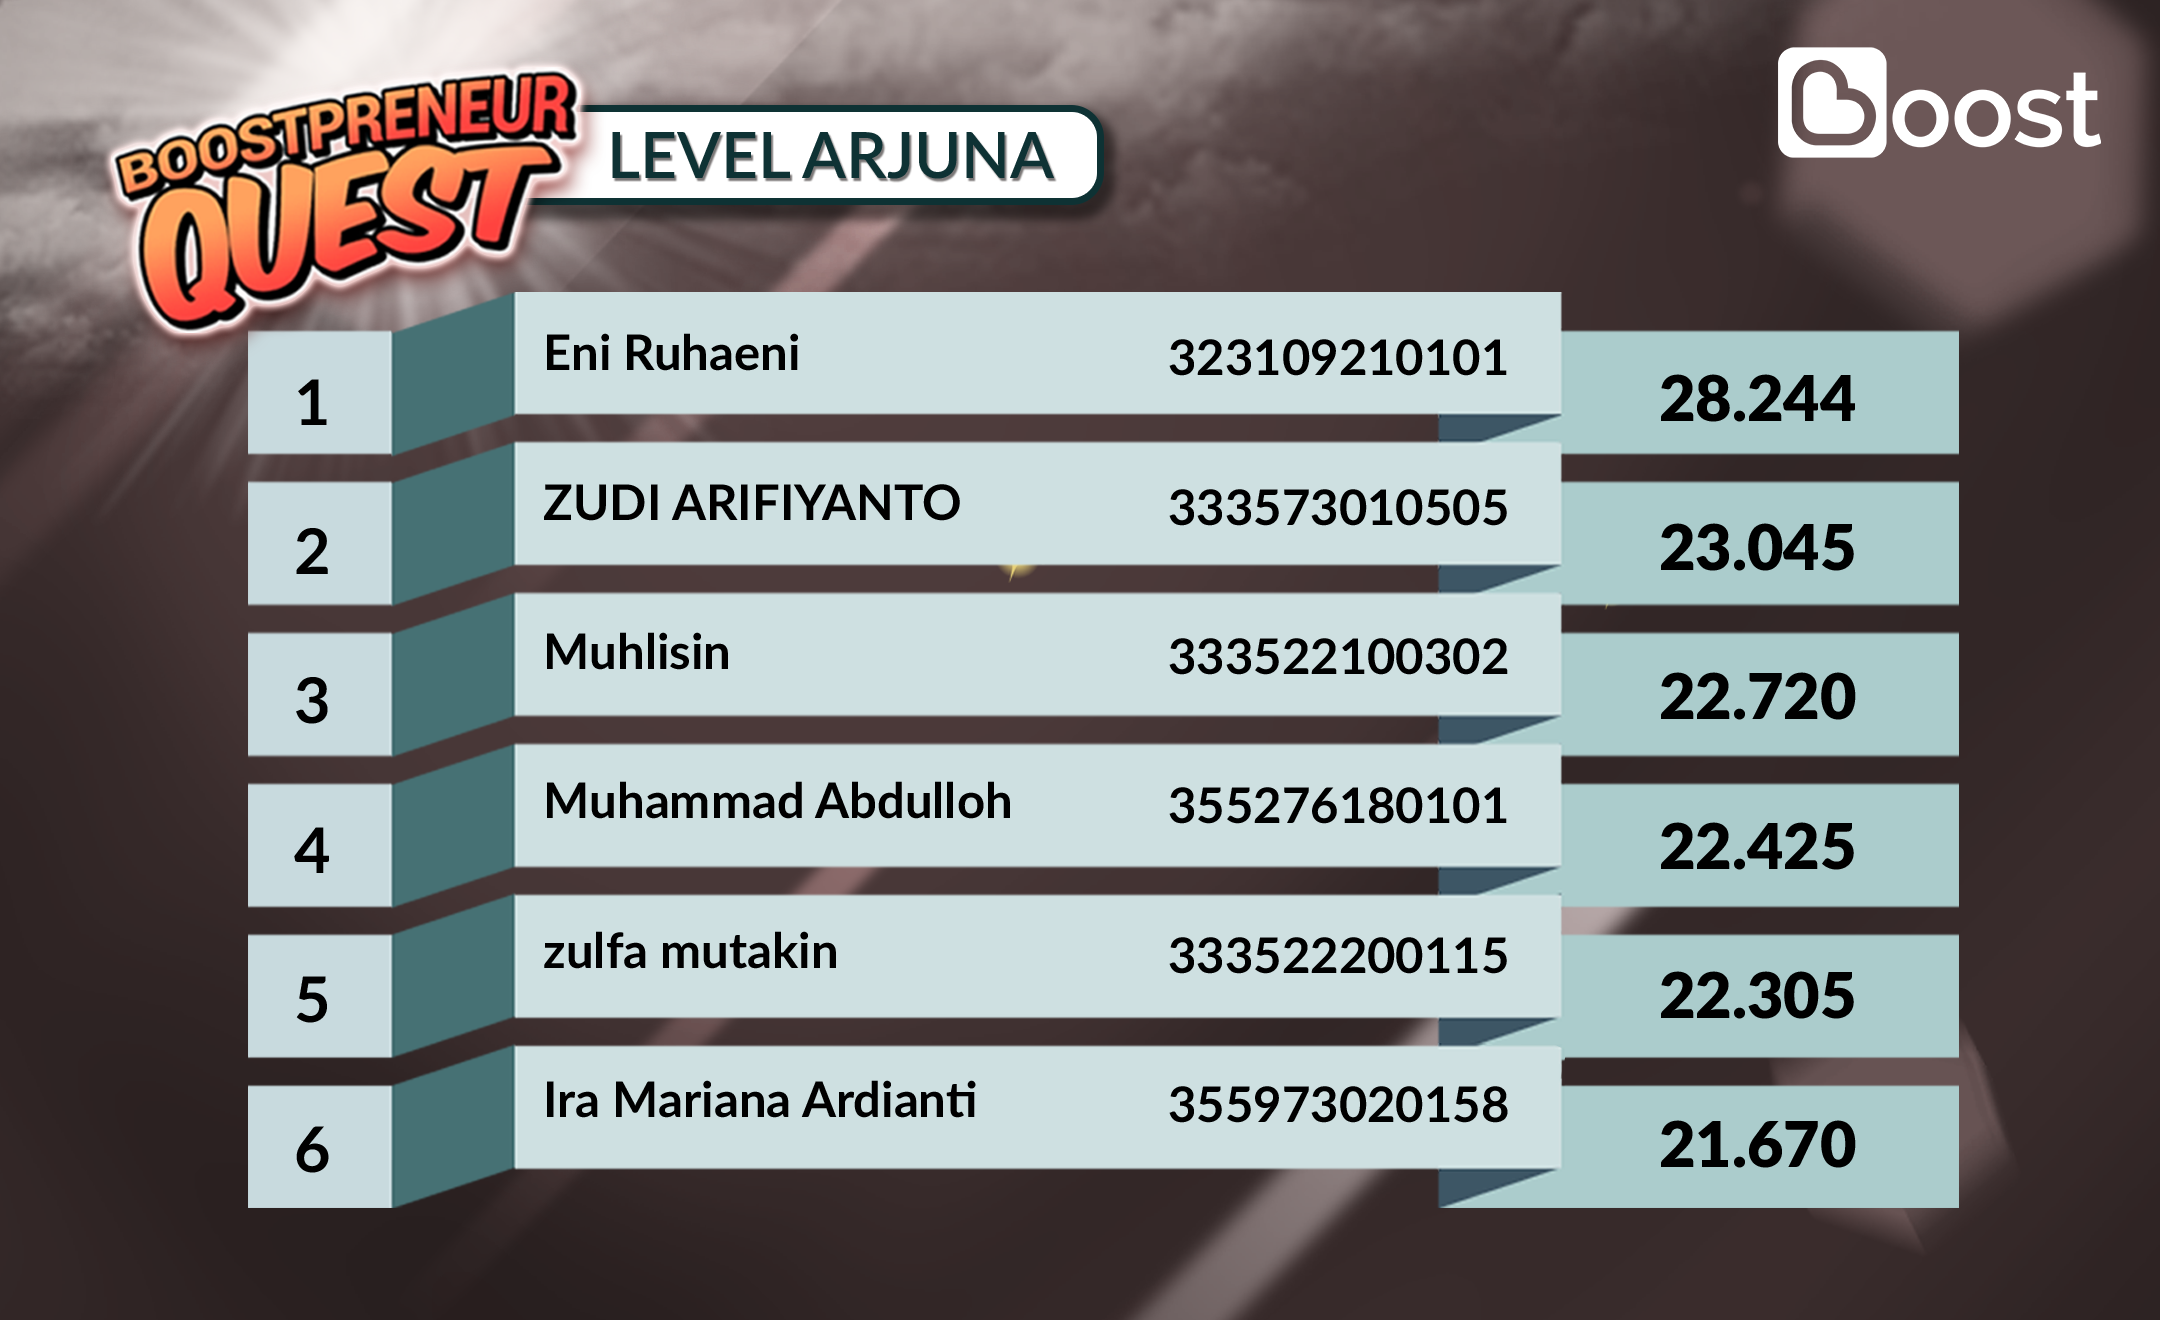 BOOSTPRENEUR
QUEST
LEVEL ARJUNA
Boost
1 Eni Ruhaeni 323109210101 28.244
2 ZUDI ARIFIYANTO 333573010505 23.045
3 Muhlisin 333522100302 22.720
4 Muhammad Abdulloh 355276180101 22.425
5 zulfa mutakin 333522200115 22.305
6 Ira Mariana Ardianti 355973020158 21.670